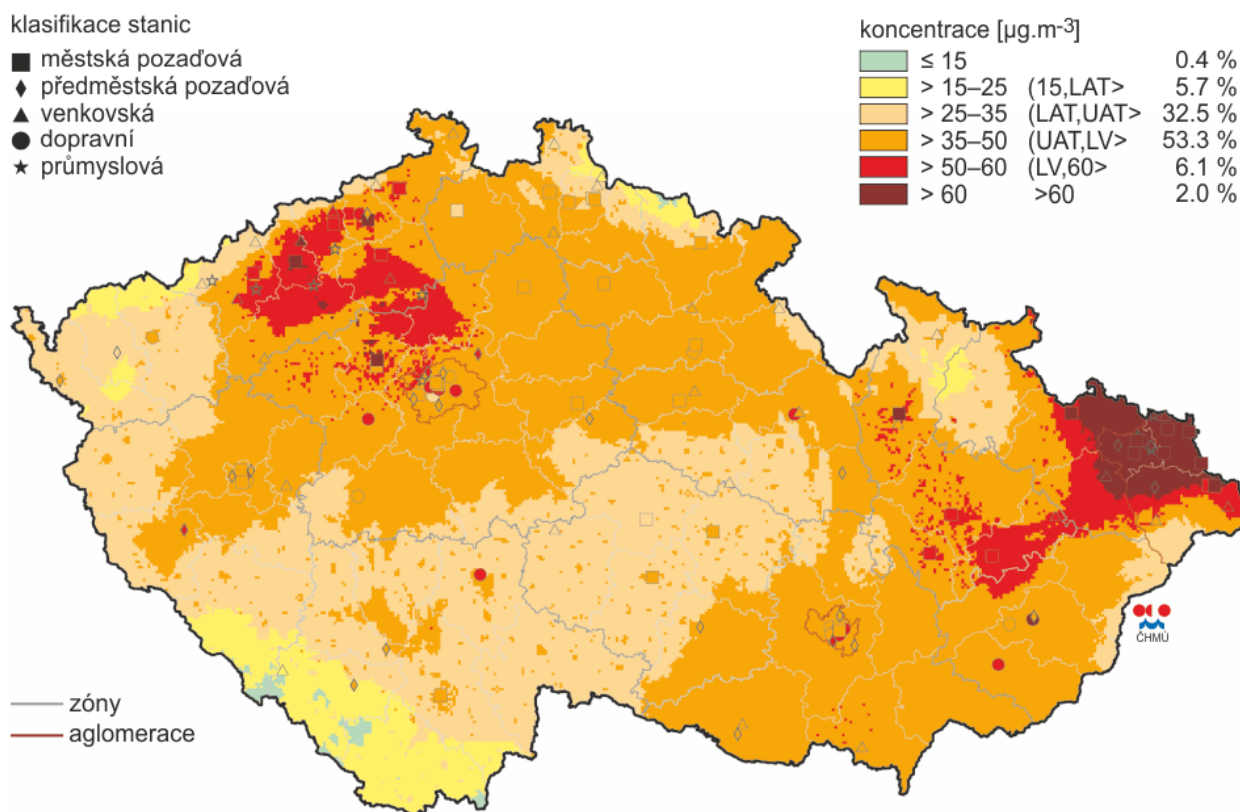 klasifikace stanic
městská pozaďová
předměstská pozaďová
venkovská
dopravní
průmyslová
koncentrace [µg.m-3]
≤ 15 0.4 %
> 15–25 (15,LAT> 5.7 %
> 25–35 (LAT,UAT> 32.5 %
> 35–50 (UAT,LV> 53.3 %
> 50–60 (LV,60> 6.1 %
> 60 >60 2.0 %
ČHMÚ
zóny
aglomerace